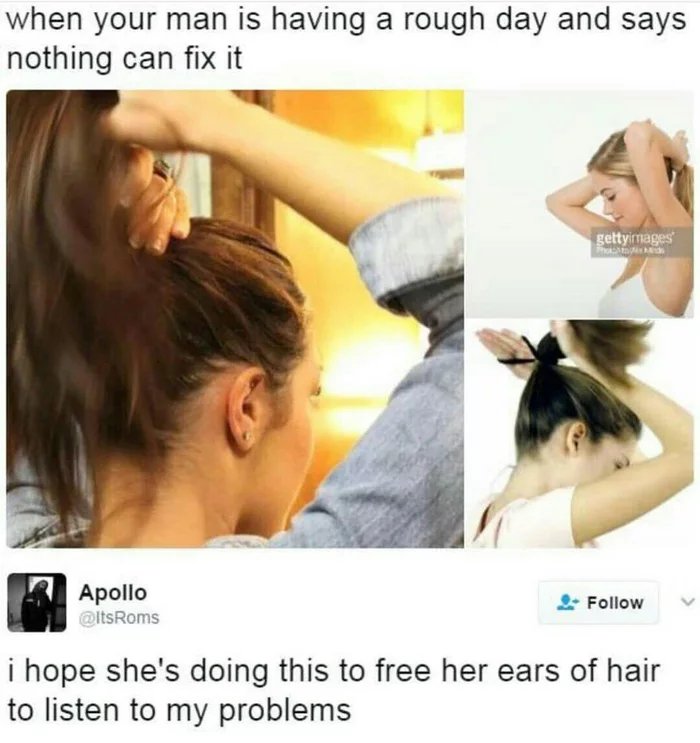 when your man is having a rough day and says
nothing can fix it
gettyimages
Apollo
@ItsRoms
Follow
i hope she's doing this to free her ears of hair
to listen to my problems